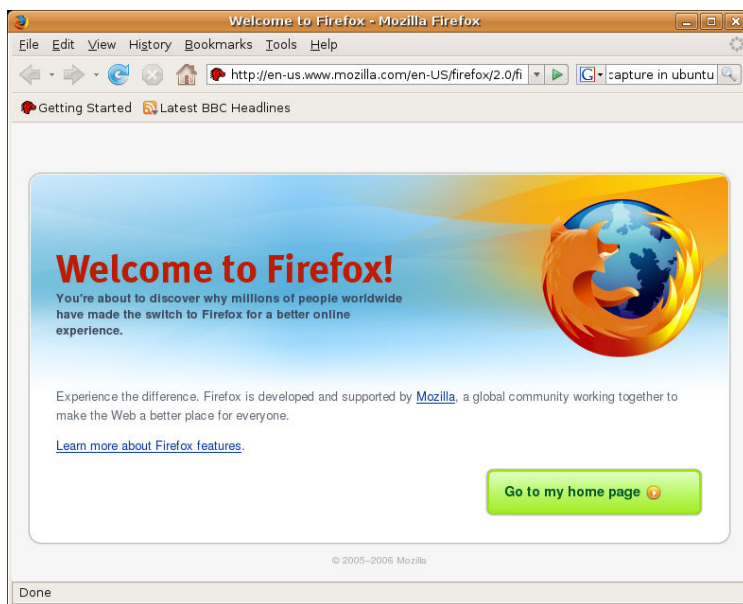 Welcome to Firefox - Mozilla Firefox
File Edit View History Bookmarks Tools Help
http://en-us.www.mozilla.com/en-US/firefox/2.0/fi G capture in ubuntu
Getting Started Latest BBC Headlines
Welcome to Firefox!
You're about to discover why millions of people worldwide
have made the switch to Firefox for a better online
experience.
Experience the difference. Firefox is developed and supported by Mozilla, a global community working together to
make the Web a better place for everyone.
Learn more about Firefox features.
Go to my home page
© 2005–2006 Mozilla
Done